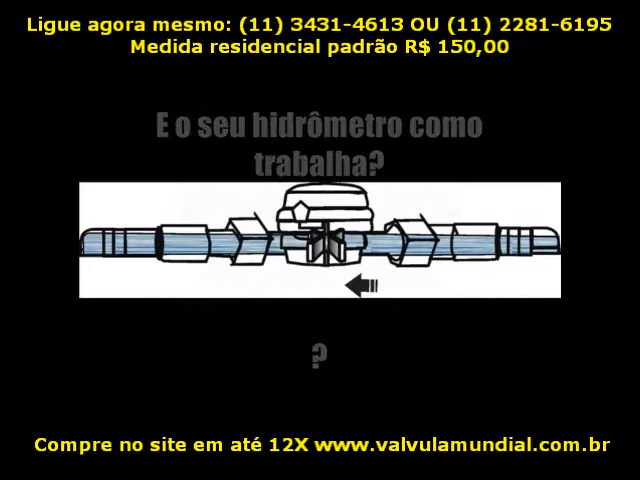 Ligue agora mesmo: (11) 3431-4613 OU (11) 2281-6195
Medida residencial padrão R$ 150,00
E o seu hidrômetro como
trabalha?
?
Compre no site em até 12X www.valvulamundial.com.br